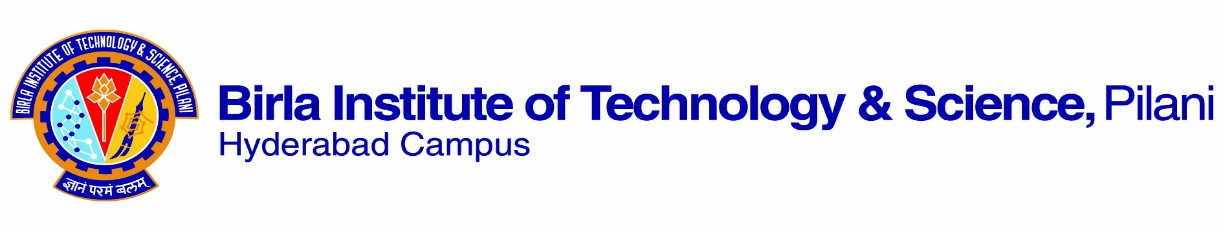 BIRLA INSTITUTE OF TECHNOLOGY & SCIENCE, PILANI
ज्ञानं परमं बलम्
Birla Institute of Technology & Science, Pilani
Hyderabad Campus